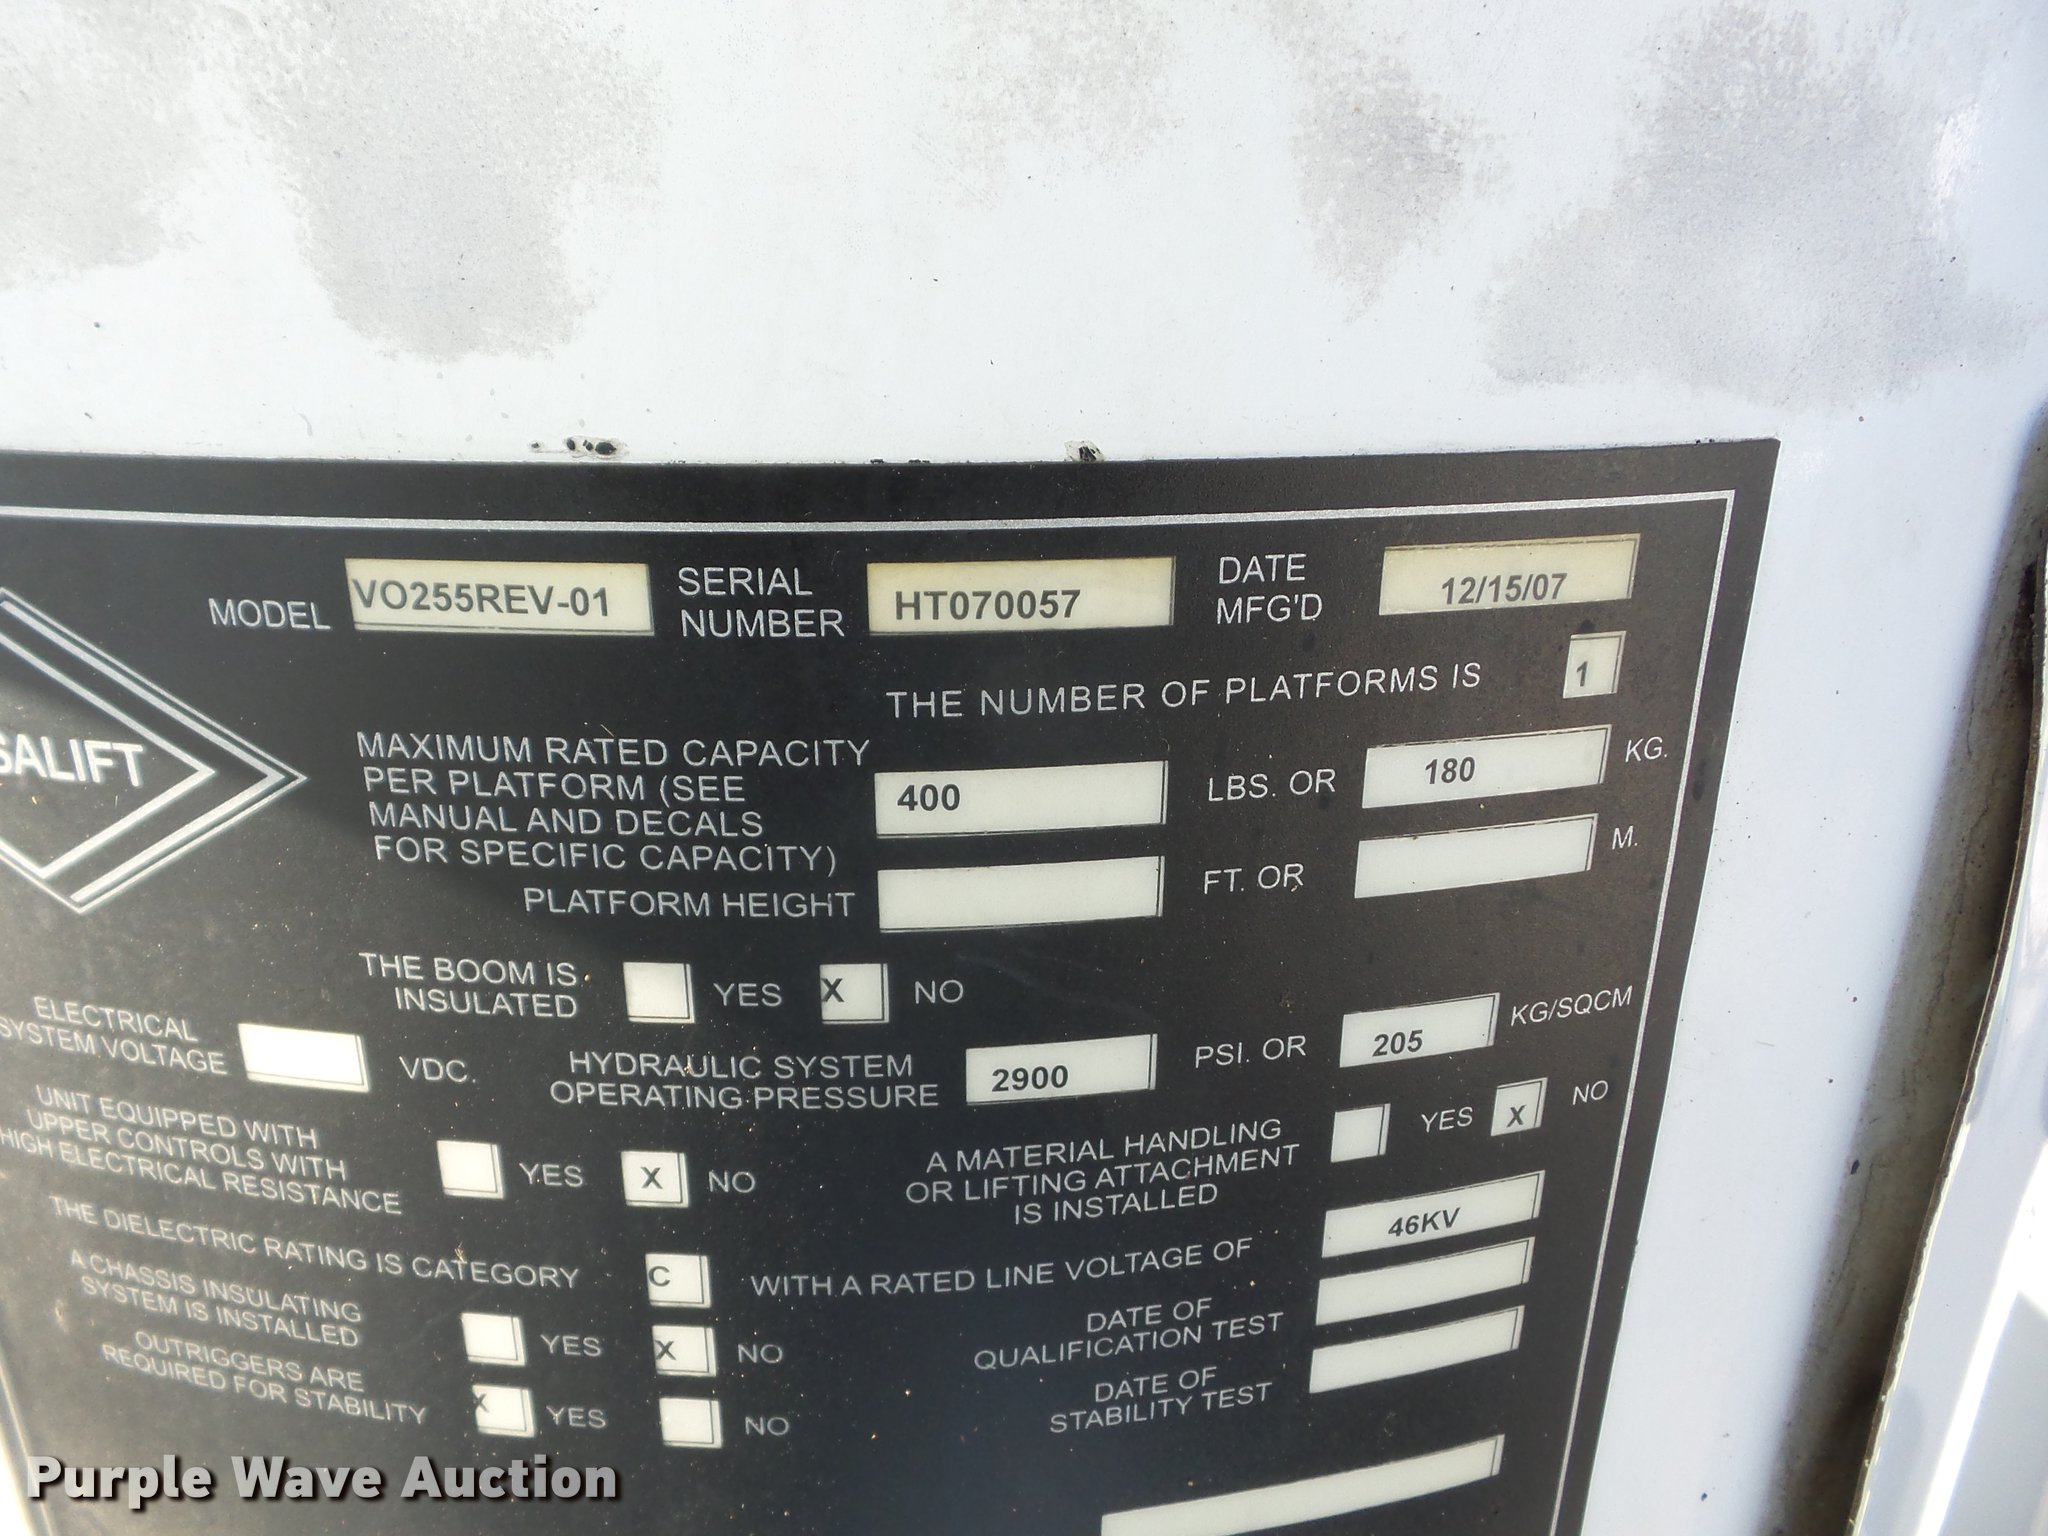 MODEL VO255REV-01 SERIAL NUMBER HT070057 DATE MFG'D 12/15/07
THE NUMBER OF PLATFORMS IS 1
SALIFT
MAXIMUM RATED CAPACITY
PER PLATFORM (SEE
MANUAL AND DECALS
FOR SPECIFIC CAPACITY) 400 LBS. OR 180 KG.
PLATFORM HEIGHT FT. OR M.
THE BOOM IS
INSULATED YES X NO
ELECTRICAL
SYSTEM VOLTAGE VDC.
HYDRAULIC SYSTEM
OPERATING PRESSURE 2900 PSI. OR 205 KG/SQCM
UNIT EQUIPPED WITH
UPPER CONTROLS WITH
HIGH ELECTRICAL RESISTANCE YES X NO
A MATERIAL HANDLING
OR LIFTING ATTACHMENT
IS INSTALLED YES X NO
THE DIELECTRIC RATING IS CATEGORY C WITH A RATED LINE VOLTAGE OF 46KV
A CHASSIS INSULATING
SYSTEM IS INSTALLED YES X NO
DATE OF
QUALIFICATION TEST
OUTRIGGERS ARE
REQUIRED FOR STABILITY X YES NO
DATE OF
STABILITY TEST
Purple Wave Auction